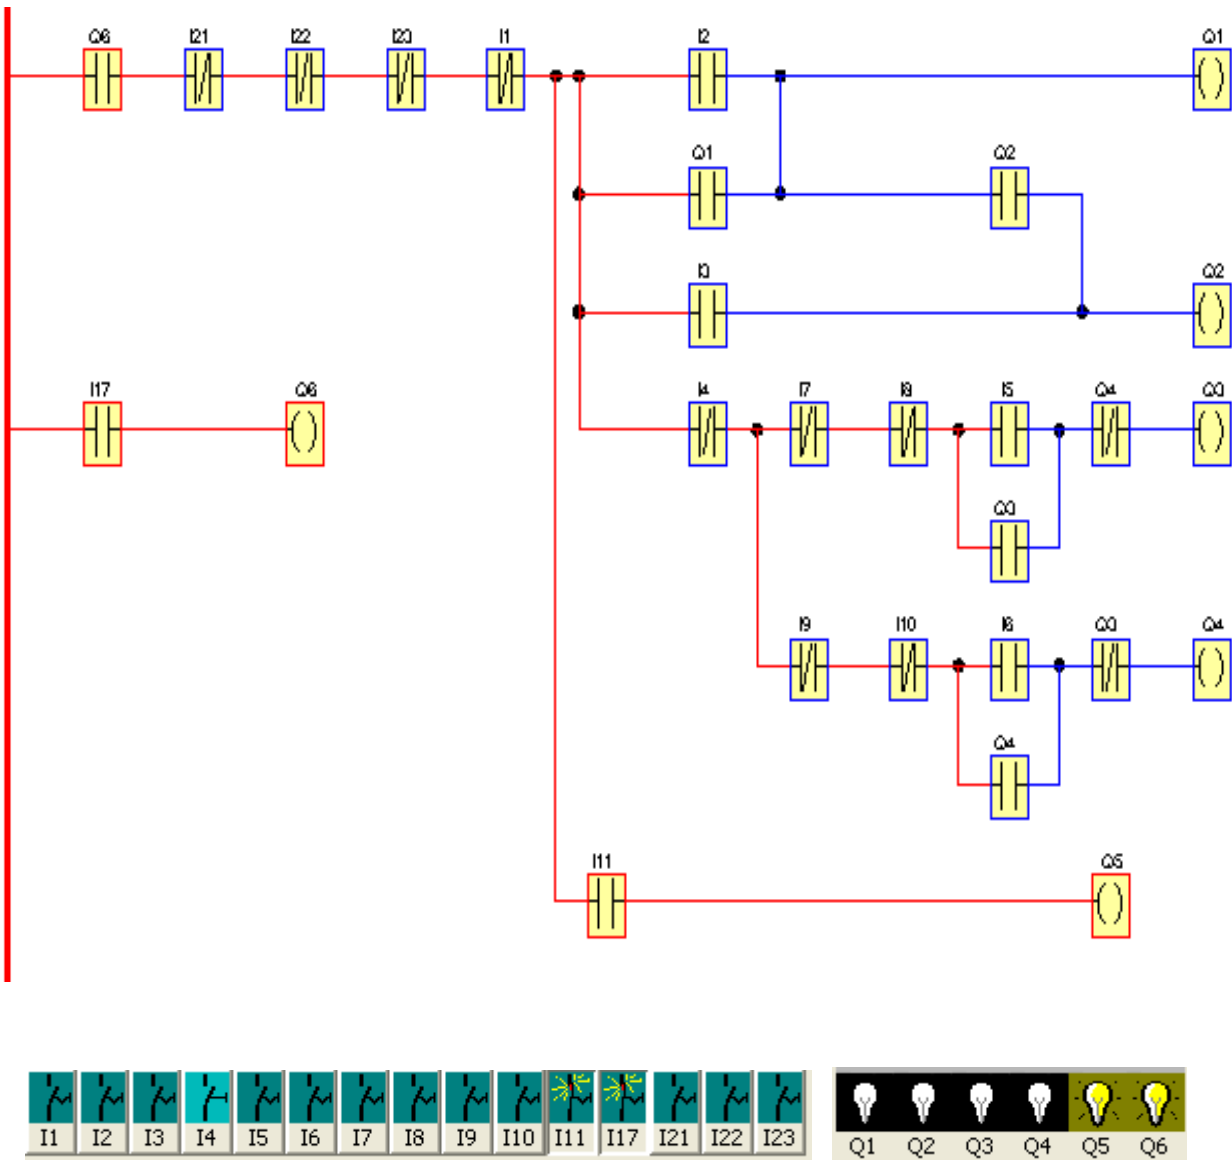 Q6 I21 I22 I23 I1 I2 Q1
Q1 Q2
I3 Q2
I17 Q6 I4 I7 I8 I5 Q4 Q3
Q3
I9 I10 I6 Q3 Q4
Q4
I11 Q5
I1 I2 I3 I4 I5 I6 I7 I8 I9 I10 I11 I17 I21 I22 I23 Q1 Q2 Q3 Q4 Q5 Q6